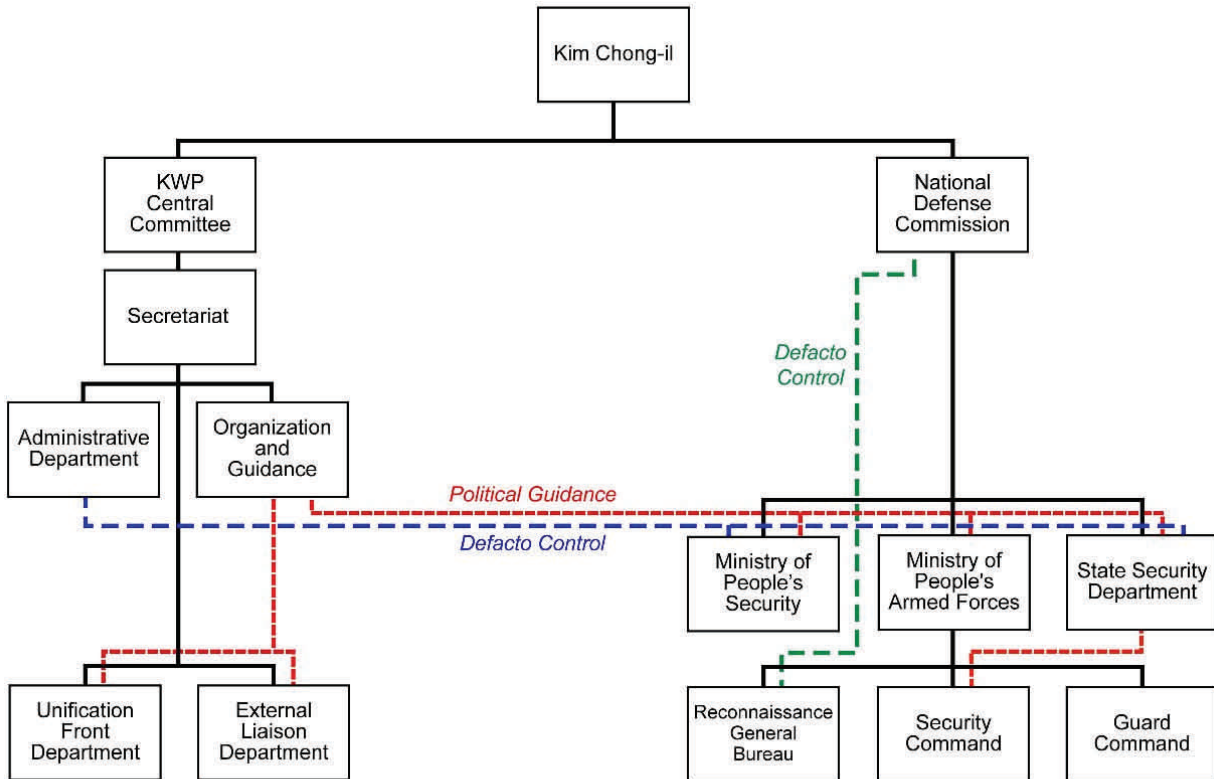 Kim Chong-il
KWP
Central
Committee
National
Defense
Commission
Secretariat
Defacto
Control
Administrative
Department
Organization
and
Guidance
Political Guidance
Defacto Control
Ministry of
People's
Security
Ministry of
People's
Armed Forces
State Security
Department
Unification
Front
Department
External
Liaison
Department
Reconnaissance
General
Bureau
Security
Command
Guard
Command